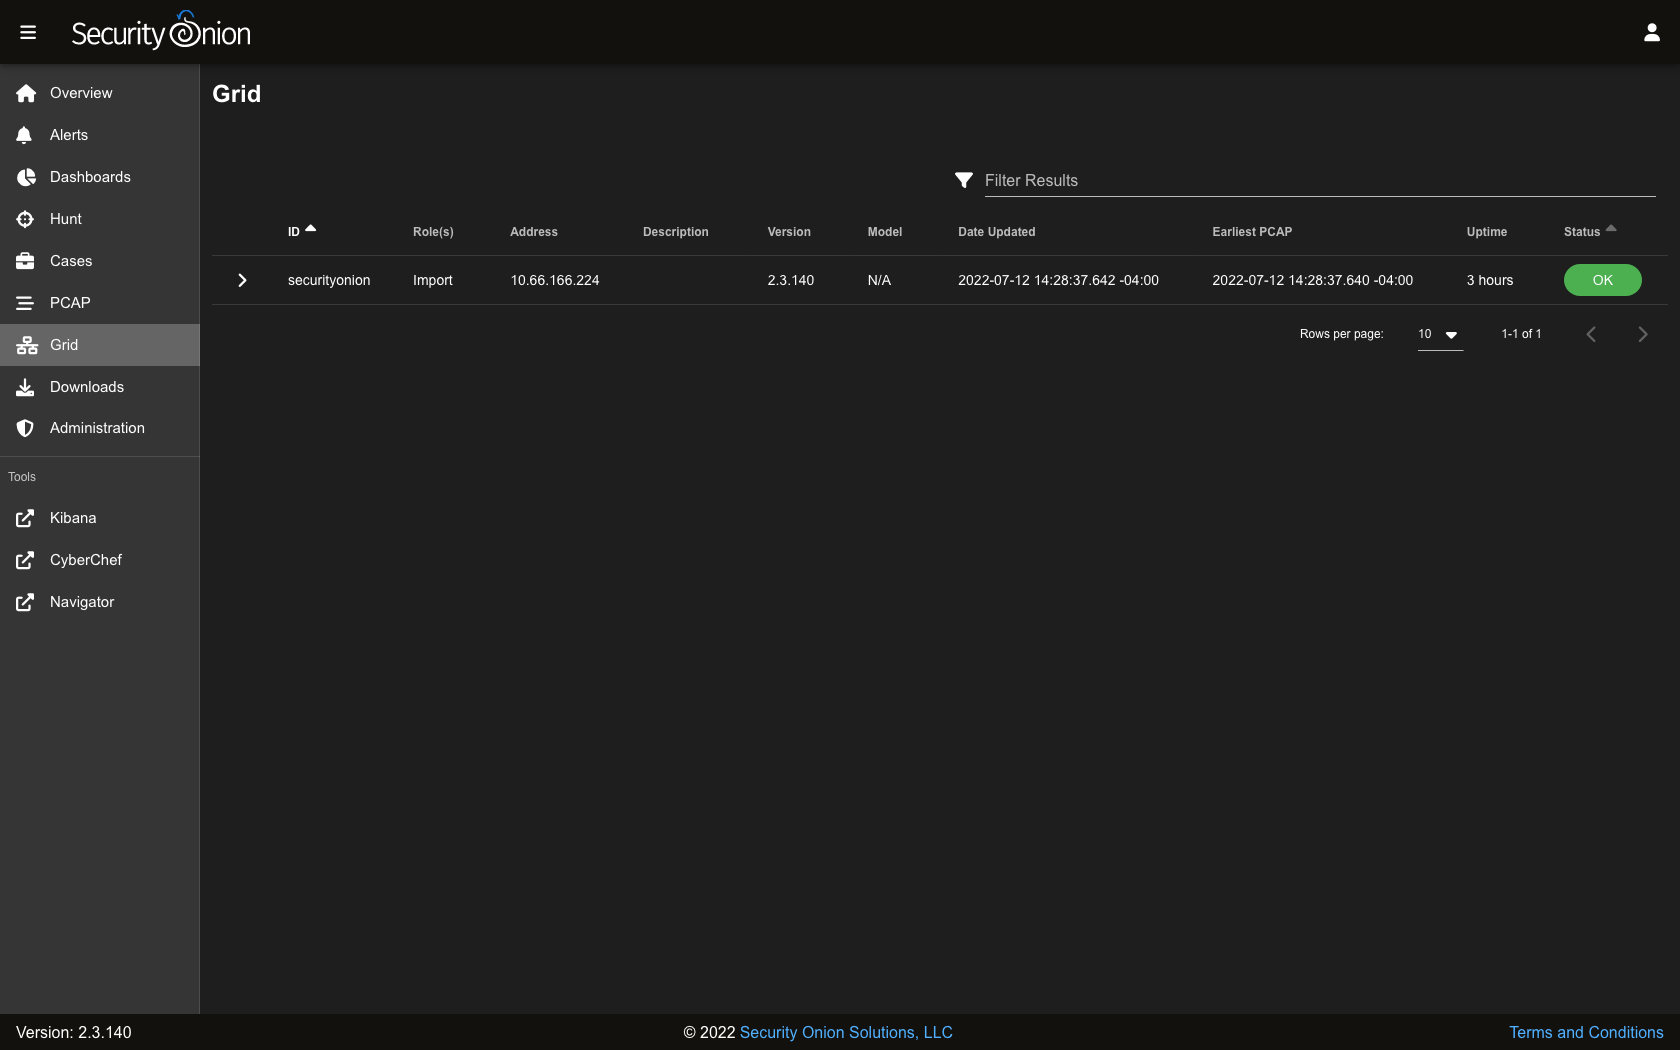 Security Onion
Overview
Alerts
Dashboards
Hunt
Cases
PCAP
Grid
Downloads
Administration
Tools
Kibana
CyberChef
Navigator
Grid
Filter Results
ID Role(s) Address Description Version Model Date Updated Earliest PCAP Uptime Status
securityonion Import 10.66.166.224 2.3.140 N/A 2022-07-12 14:28:37.642 -04:00 2022-07-12 14:28:37.640 -04:00 3 hours OK
Rows per page: 10 1-1 of 1
Version: 2.3.140 © 2022 Security Onion Solutions, LLC Terms and Conditions